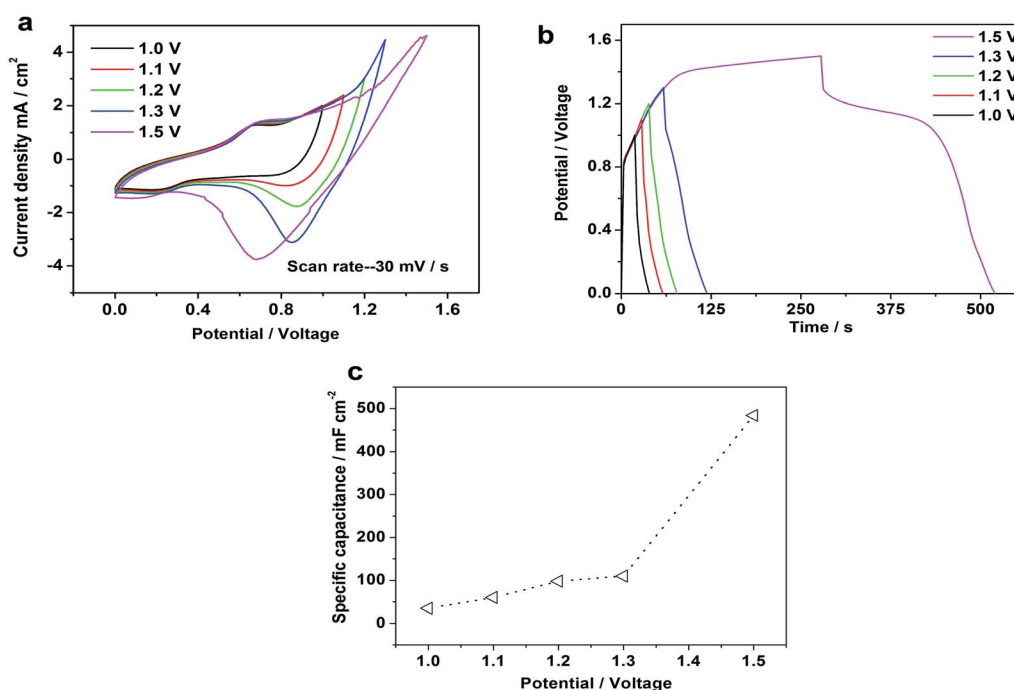 a
1.0 V
1.1 V
1.2 V
1.3 V
1.5 V
4
2
0
-2
-4
Current density mA / cm²
Scan rate--30 mV / s
0.0 0.4 0.8 1.2 1.6
Potential / Voltage
b
1.5 V
1.3 V
1.2 V
1.1 V
1.0 V
1.6
1.2
0.8
0.4
0.0
Potential / Voltage
0 125 250 375 500
Time / s
c
500
400
300
200
100
0
Specific capacitance / mF cm⁻²
1.0 1.1 1.2 1.3 1.4 1.5
Potential / Voltage